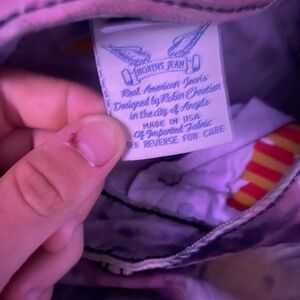 ROBINS JEAN
Real American Jeans
Designed by Robin Chretien
in the city of Angels
MADE IN USA
Of Imported Fabric
SEE REVERSE FOR CARE